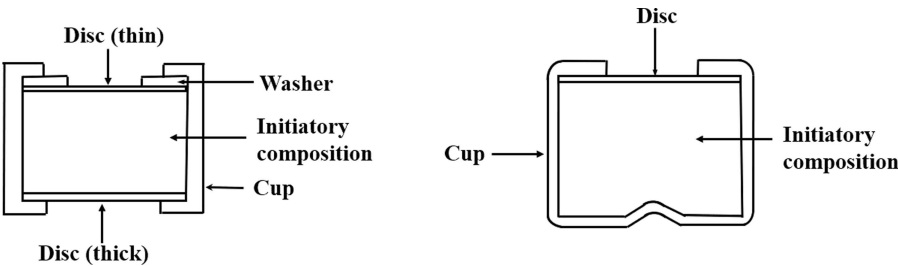 Disc (thin)
Washer
Initiatory
composition
Cup
Disc (thick)
Disc
Cup
Initiatory
composition